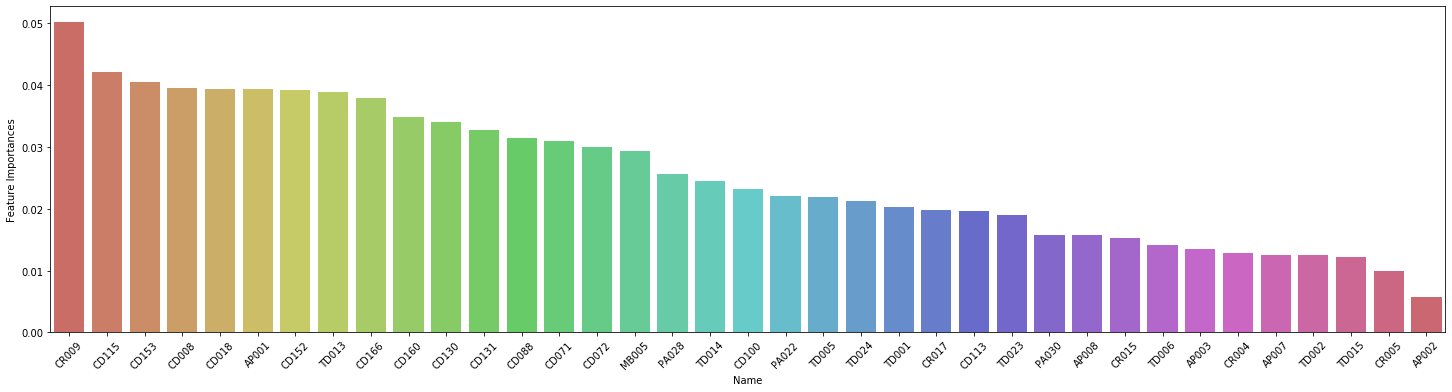 Feature Importances
0.05
0.04
0.03
0.02
0.01
0.00
CR009 CD115 CD153 CD008 CD018 AP001 CD152 TD013 CD166 CD160 CD130 CD131 CD088 CD071 CD072 MB005 PA028 TD014 CD100 PA022 TD005 TD024 TD001 CR017 CD113 TD023 PA030 AP008 CR015 TD006 AP003 CR004 AP007 TD002 TD015 CR005 AP002
Name